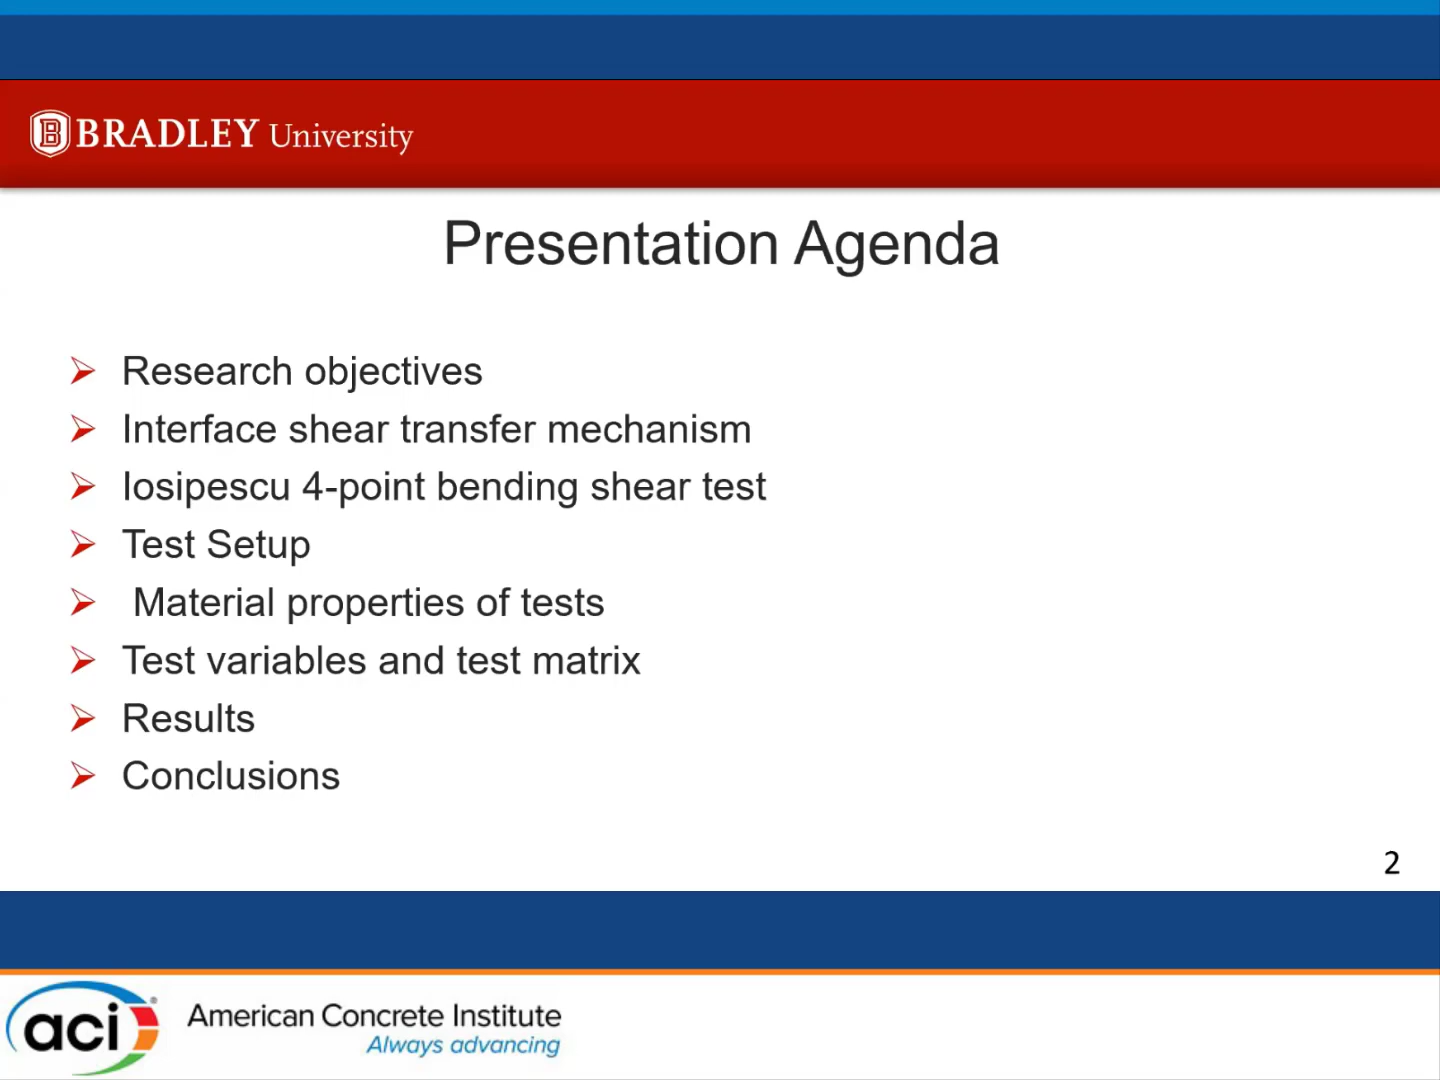 BRADLEY University
Presentation Agenda
Research objectives
Interface shear transfer mechanism
Iosipescu 4-point bending shear test
Test Setup
Material properties of tests
Test variables and test matrix
Results
Conclusions
2
aci®
American Concrete Institute
Always advancing